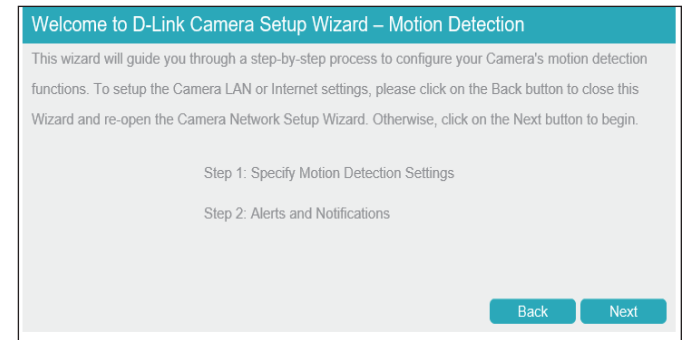 Welcome to D-Link Camera Setup Wizard – Motion Detection
This wizard will guide you through a step-by-step process to configure your Camera's motion detection
functions. To setup the Camera LAN or Internet settings, please click on the Back button to close this
Wizard and re-open the Camera Network Setup Wizard. Otherwise, click on the Next button to begin.
Step 1: Specify Motion Detection Settings
Step 2: Alerts and Notifications
Back Next